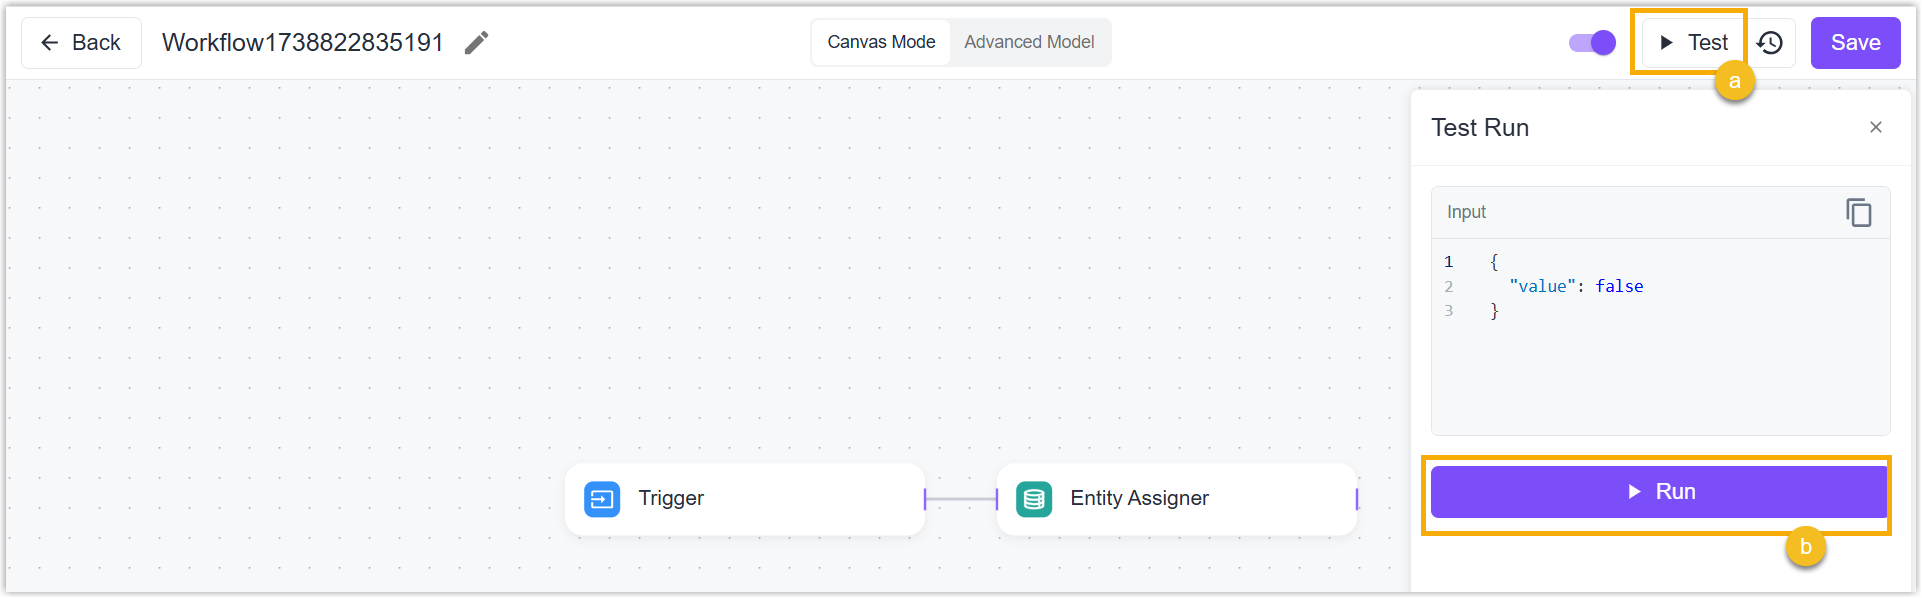 Back
Workflow1738822835191
Canvas Mode
Advanced Model
Test
Save
a
Test Run
Input
1 {
2 "value": false
3 }
Trigger
Entity Assigner
Run
b